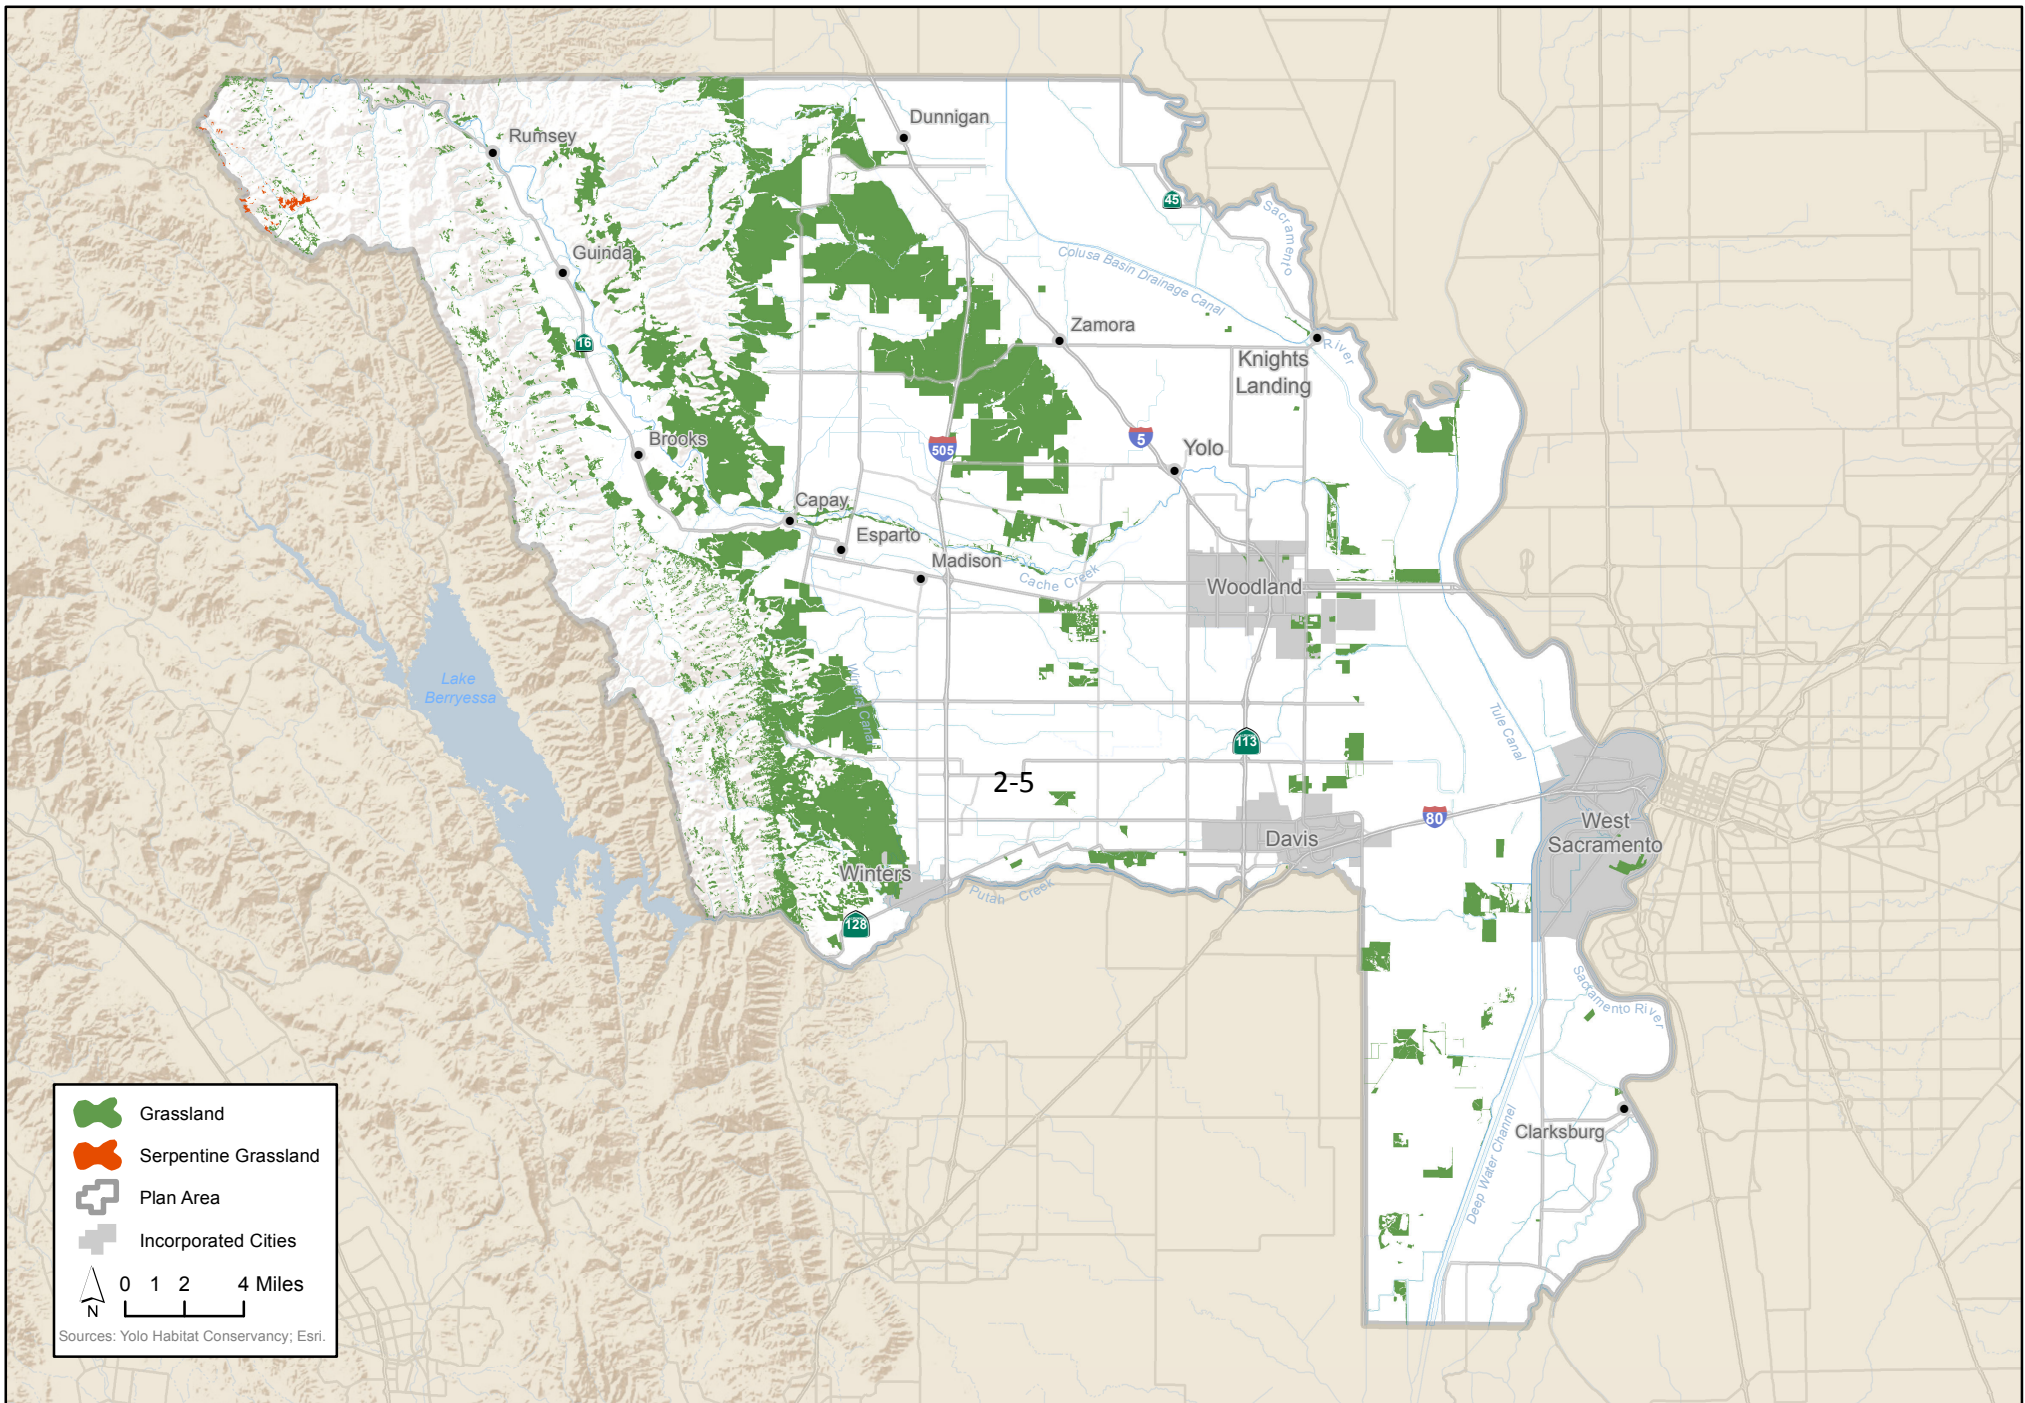 Dunnigan
Rumsey
45
Sacramento
Guinda
Colusa Basin Drainage Canal
16
Zamora
River
Knights
Landing
Brooks
505
5
Yolo
Capay
Esparto
Madison
Cache Creek
Woodland
Lake
Berryessa
Winters Canal
Tule Canal
113
2-5
80
West
Sacramento
Davis
Winters
Putah Creek
128
Sacramento River
Clarksburg
Deep Water Channel
Grassland
Serpentine Grassland
Plan Area
Incorporated Cities
0 1 2 4 Miles
N
Sources: Yolo Habitat Conservancy; Esri.